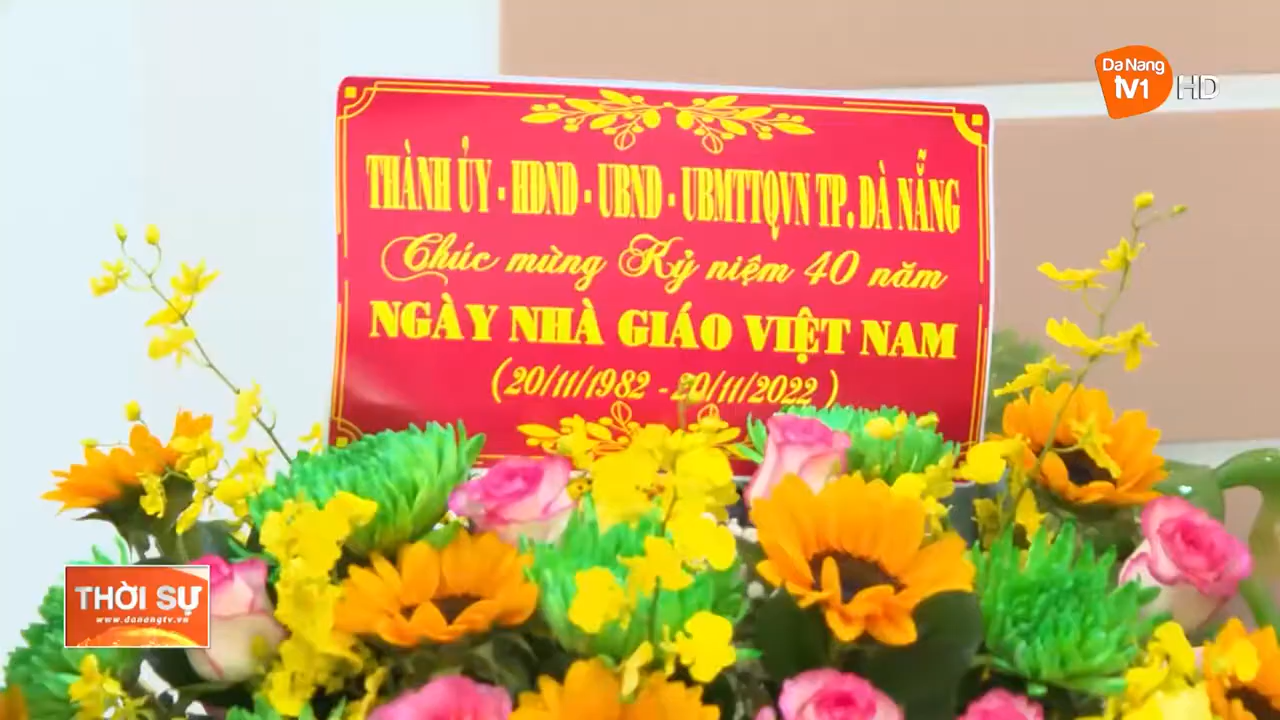 Da Nang
tv1 HD
THÀNH ỦY - HĐND - UBND - UBMTTQVN TP. ĐÀ NẴNG
Chúc mừng Kỷ niệm 40 năm
NGÀY NHÀ GIÁO VIỆT NAM
(20/11/1982 - 20/11/2022)
THỜI SỰ
www.danangtv.vn